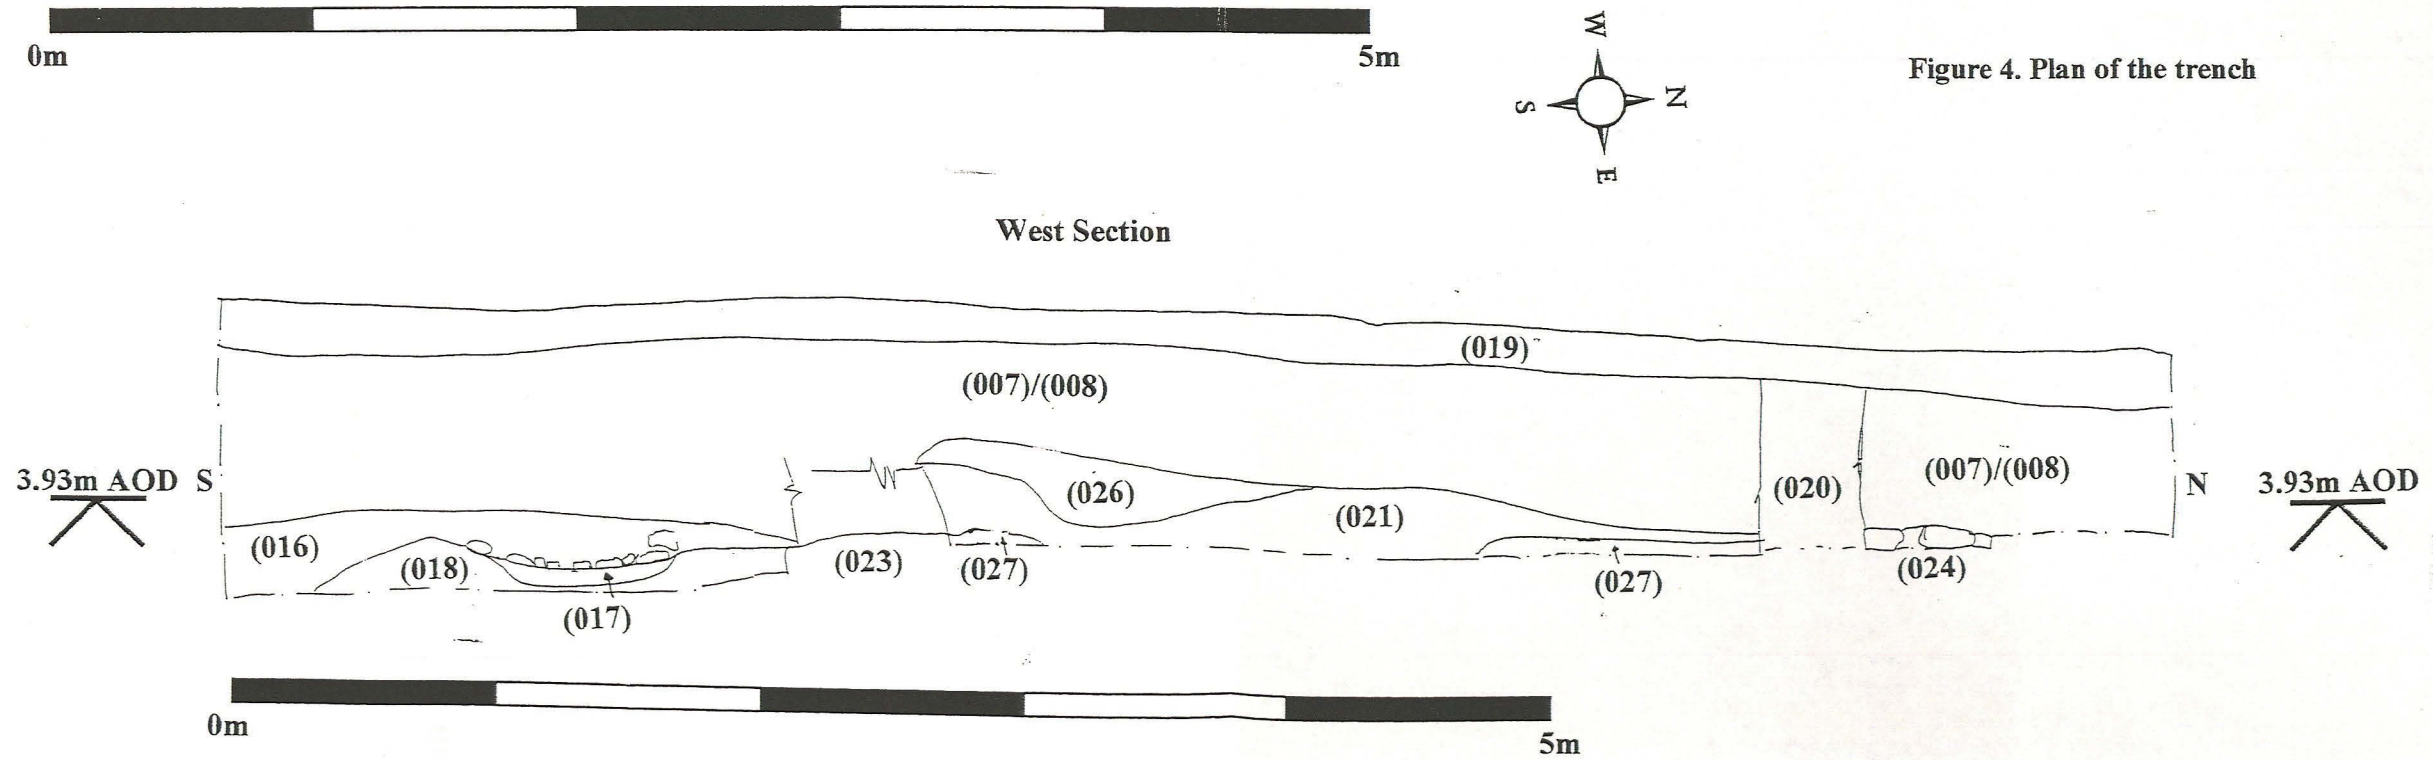 0m 5m
W
S N
E
Figure 4. Plan of the trench
West Section
(019)
(007)/(008)
3.93m AOD S
(026)
(021)
(020)
(007)/(008)
N 3.93m AOD
(016)
(018)
(017)
(023)
(027)
(027)
(024)
0m 5m